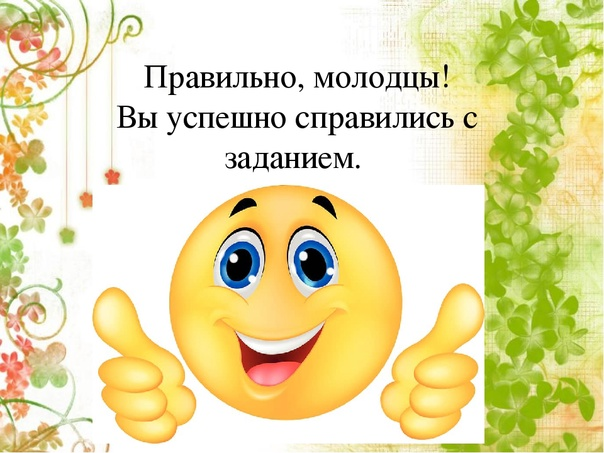 Правильно, молодцы!
Вы успешно справились с
заданием.